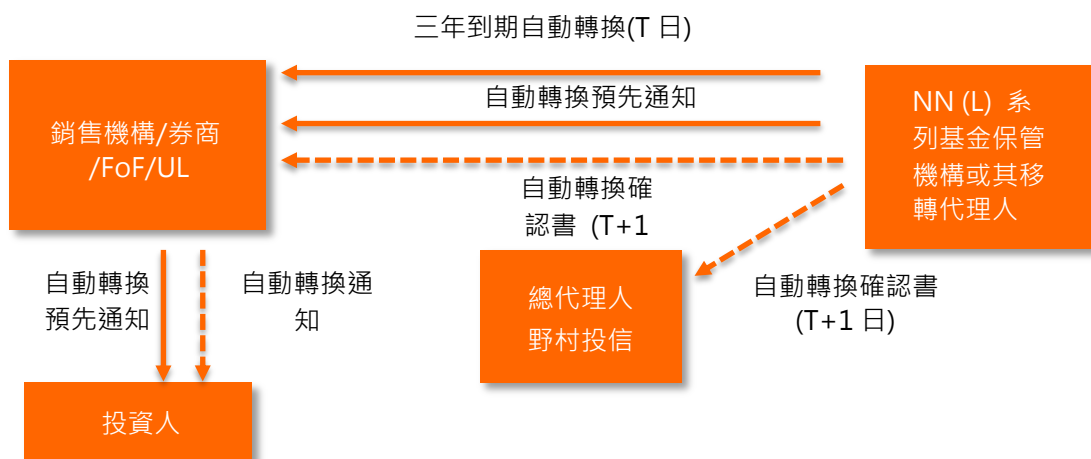 三年到期自動轉換(T 日)
自動轉換預先通知
銷售機構/券商
/FoF/UL
NN (L) 系
列基金保管
機構或其移
轉代理人
自動轉換確
認書 (T+1
自動轉換
預先通知
自動轉換通
知
總代理人
野村投信
自動轉換確認書
(T+1 日)
投資人